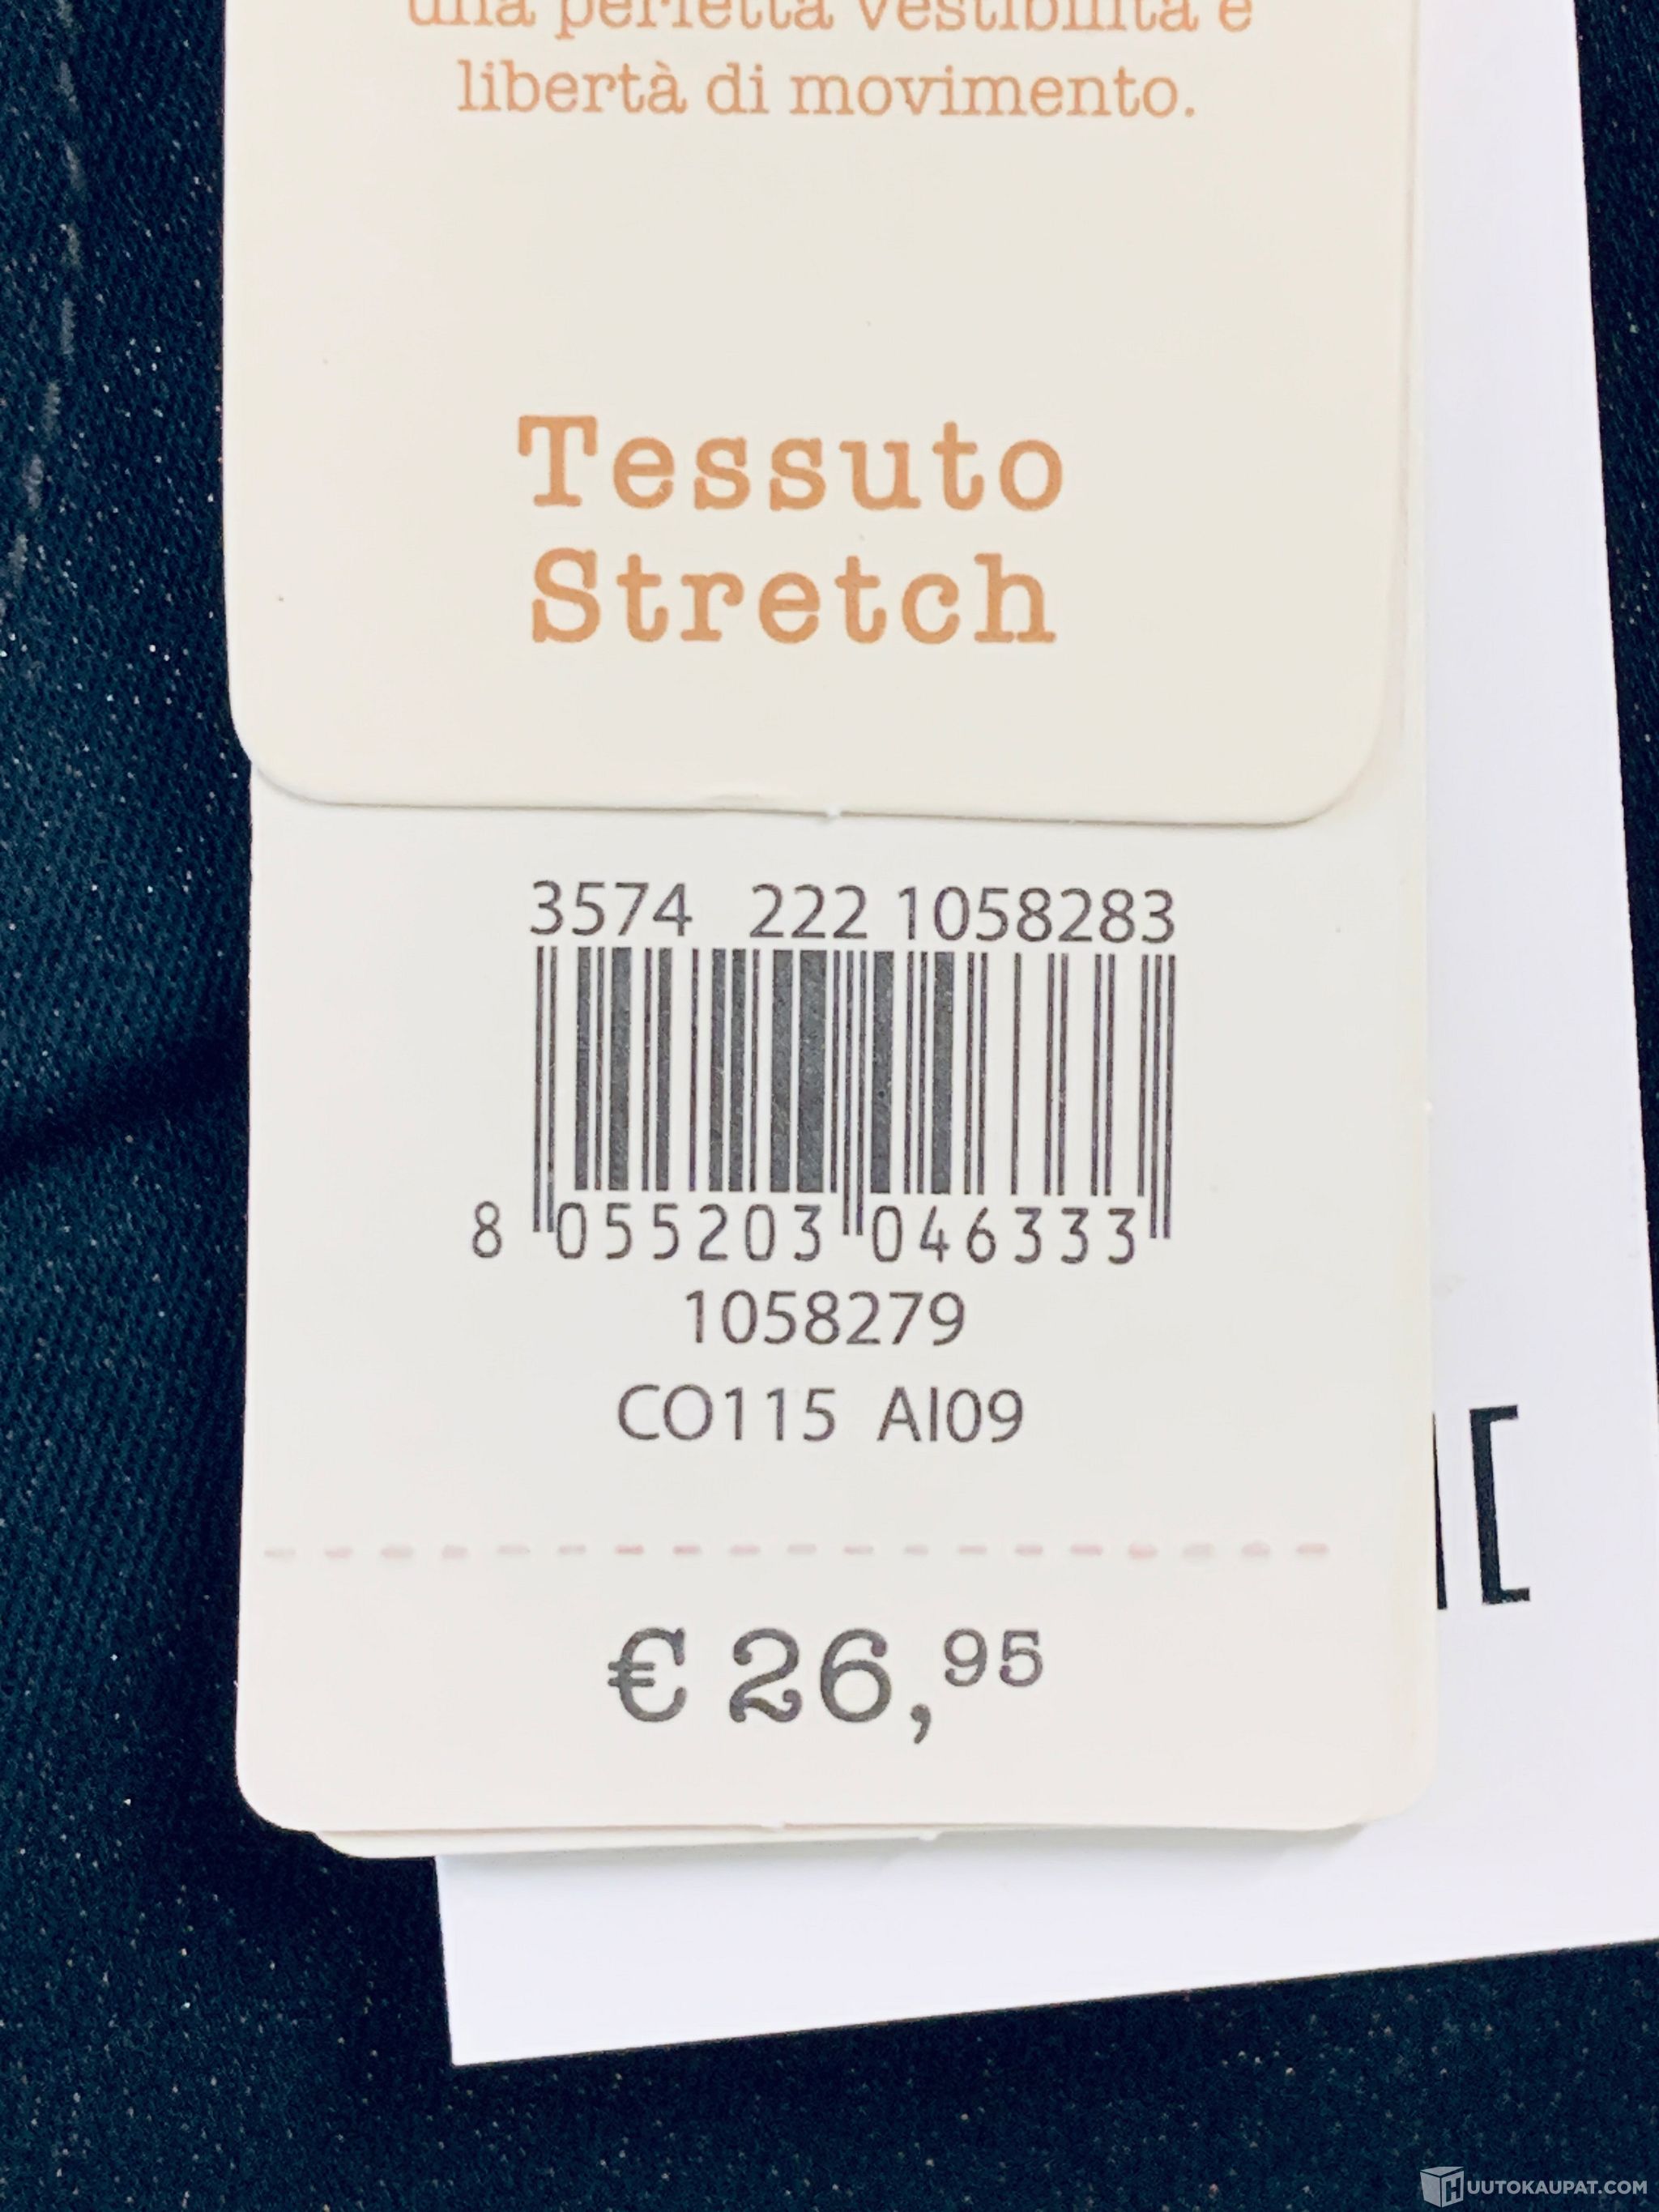 una perfetta vestibilità e
libertà di movimento.
Tessuto
Stretch
3574 222 1058283
8 055203 046333
1058279
CO115 AI09
€ 26,95
HUUTOKAUPAT.COM